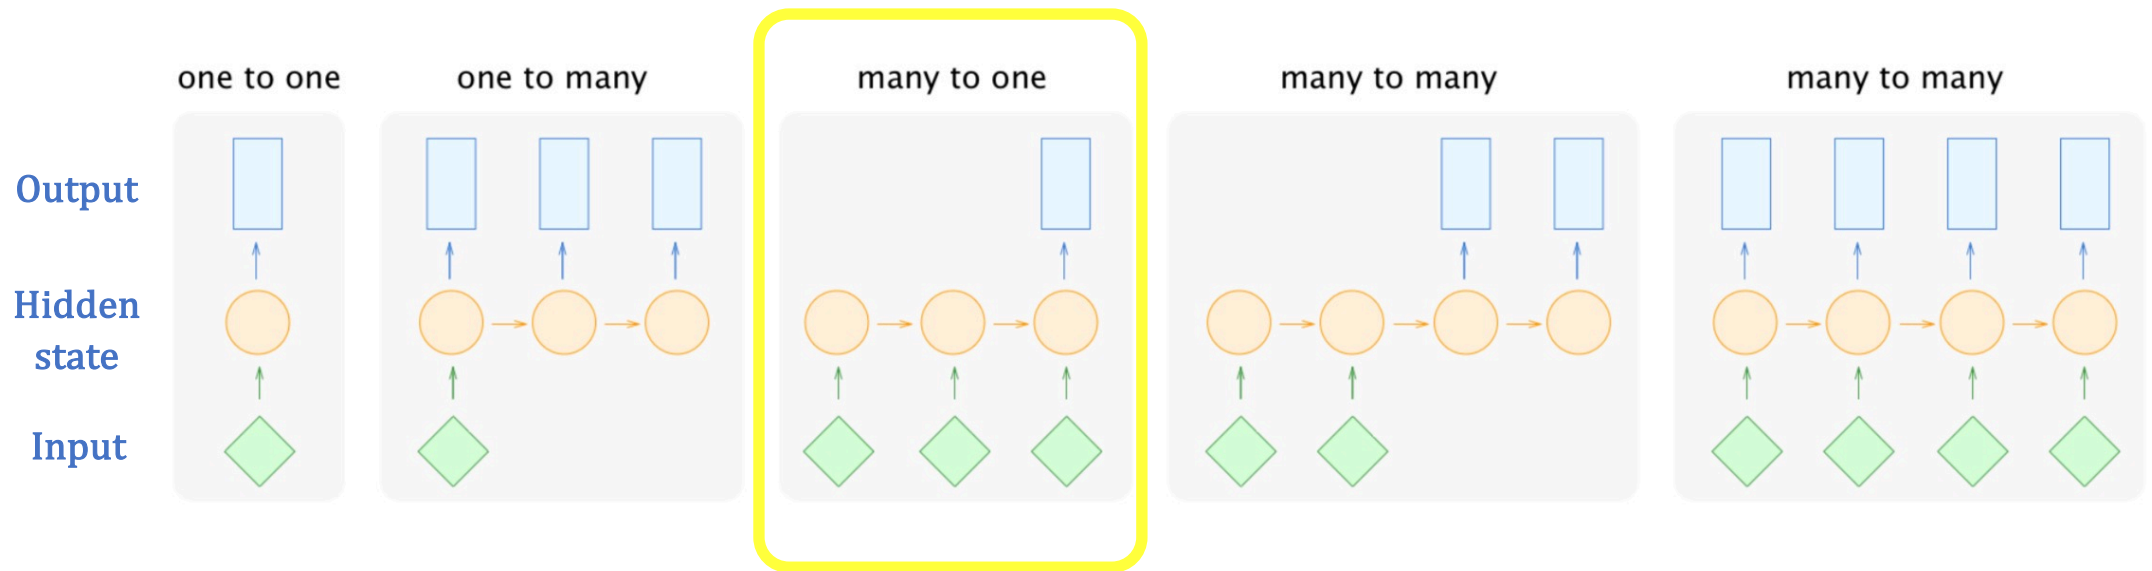 one to one
one to many
many to one
many to many
many to many
Output
Hidden
state
Input